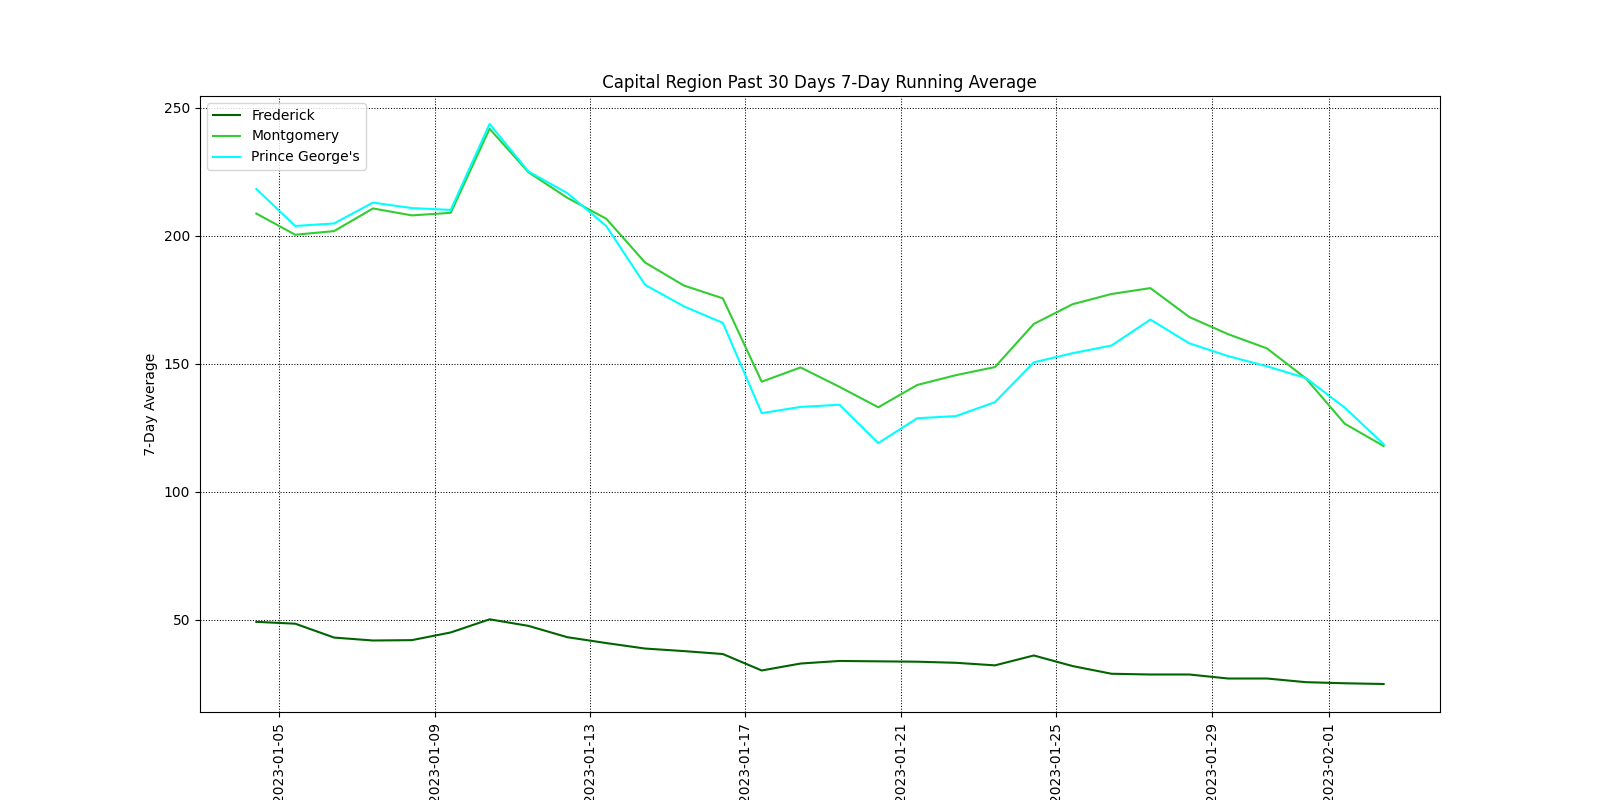 Capital Region Past 30 Days 7-Day Running Average
Frederick
Montgomery
Prince George's
7-Day Average
250
200
150
100
50
2023-01-05
2023-01-09
2023-01-13
2023-01-17
2023-01-21
2023-01-25
2023-01-29
2023-02-01